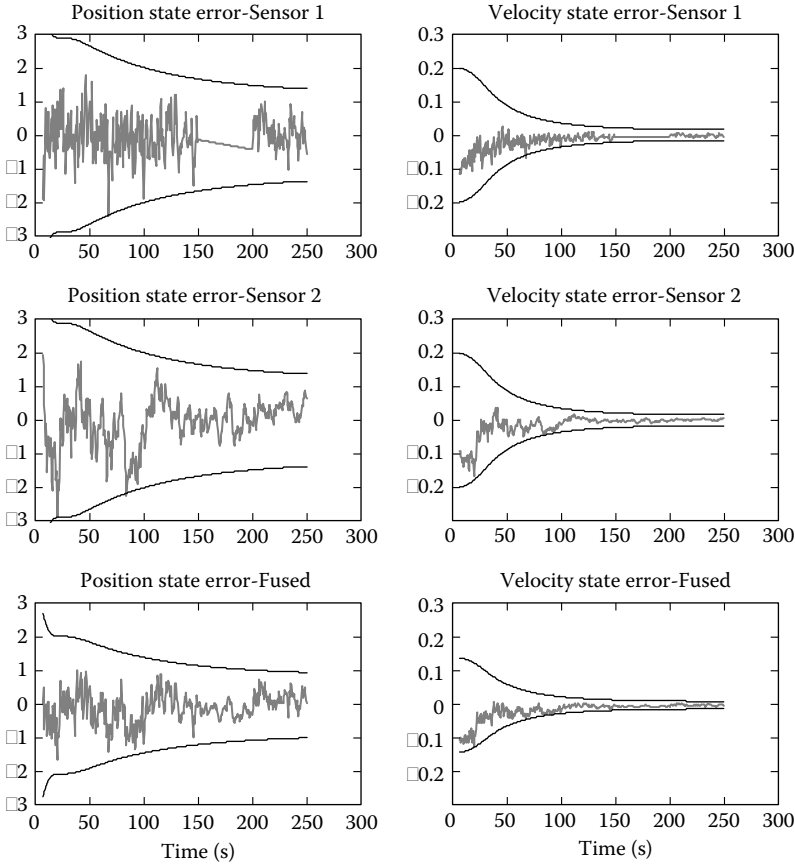 Position state error-Sensor 1
3
2
1
0
□1
□2
□3
0 50 100 150 200 250 300
Velocity state error-Sensor 1
0.3
0.2
0.1
0
□0.1
□0.2
0 50 100 150 200 250 300
Position state error-Sensor 2
3
2
1
0
□1
□2
□3
0 50 100 150 200 250 300
Velocity state error-Sensor 2
0.3
0.2
0.1
0
□0.1
□0.2
0 50 100 150 200 250 300
Position state error-Fused
3
2
1
0
□1
□2
□3
0 50 100 150 200 250 300
Time (s)
Velocity state error-Fused
0.3
0.2
0.1
0
□0.1
□0.2
0 50 100 150 200 250 300
Time (s)